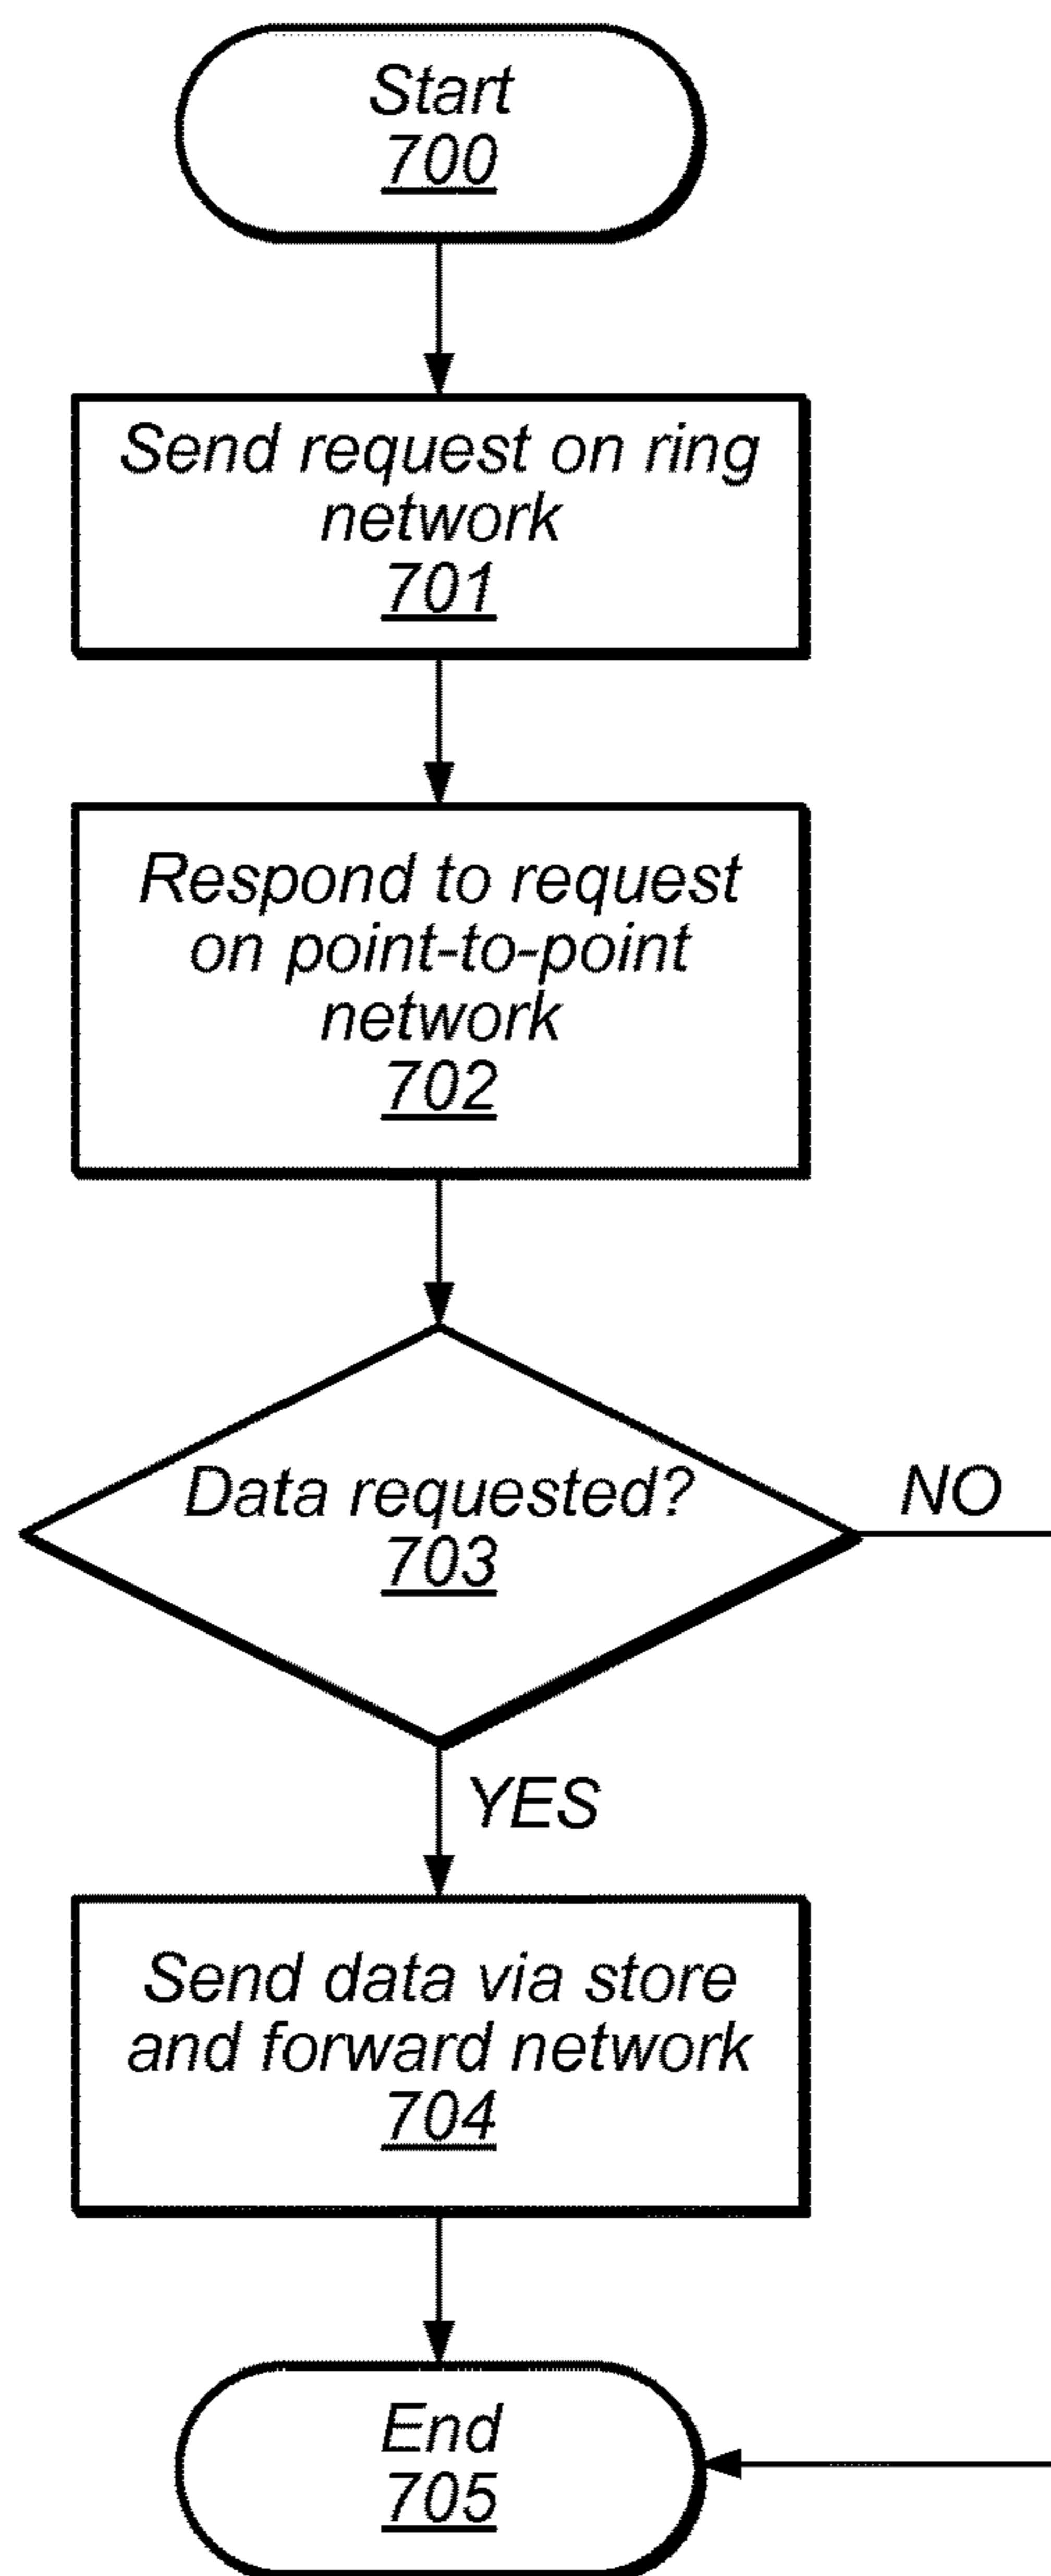 Start
700
Send request on ring
network
701
Respond to request
on point-to-point
network
702
Data requested?
703
NO
YES
Send data via store
and forward network
704
End
705